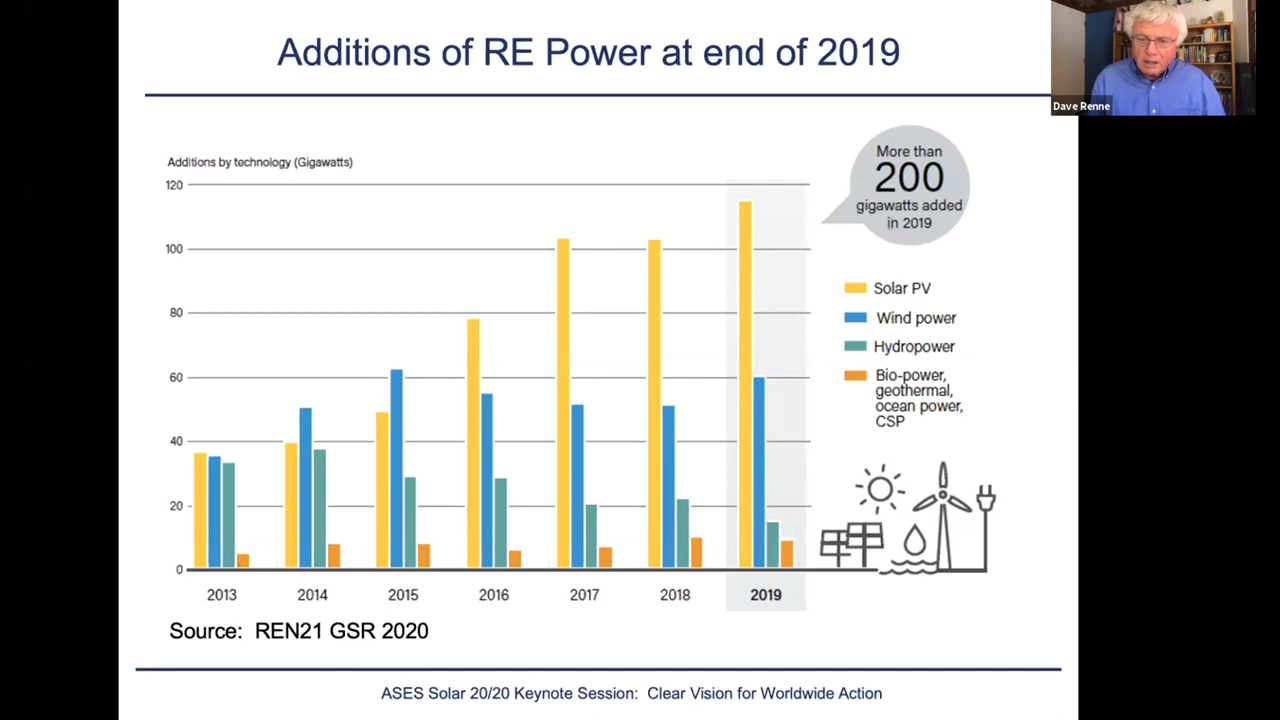 Additions of RE Power at end of 2019
Dave Renne
Additions by technology (Gigawatts)
120
100
80
60
40
20
0
2013 2014 2015 2016 2017 2018 2019
More than
200
gigawatts added
in 2019
Solar PV
Wind power
Hydropower
Bio-power,
geothermal,
ocean power,
CSP
Source: REN21 GSR 2020
ASES Solar 20/20 Keynote Session: Clear Vision for Worldwide Action